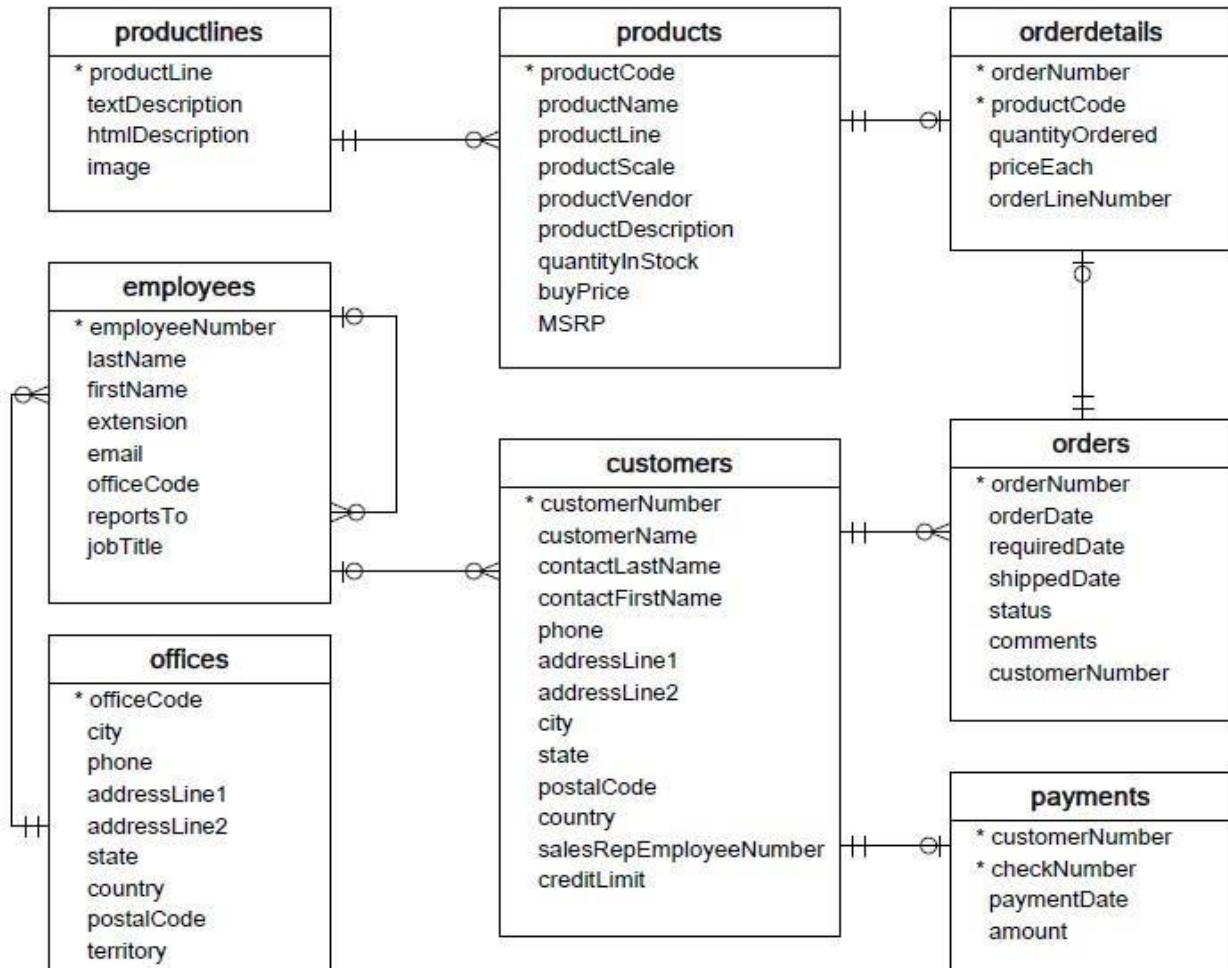 productlines
* productLine
textDescription
htmlDescription
image
products
* productCode
productName
productLine
productScale
productVendor
productDescription
quantityInStock
buyPrice
MSRP
orderdetails
* orderNumber
* productCode
quantityOrdered
priceEach
orderLineNumber
employees
* employeeNumber
lastName
firstName
extension
email
officeCode
reportsTo
jobTitle
customers
* customerNumber
customerName
contactLastName
contactFirstName
phone
addressLine1
addressLine2
city
state
postalCode
country
salesRepEmployeeNumber
creditLimit
orders
* orderNumber
orderDate
requiredDate
shippedDate
status
comments
customerNumber
offices
* officeCode
city
phone
addressLine1
addressLine2
state
country
postalCode
territory
payments
* customerNumber
* checkNumber
paymentDate
amount